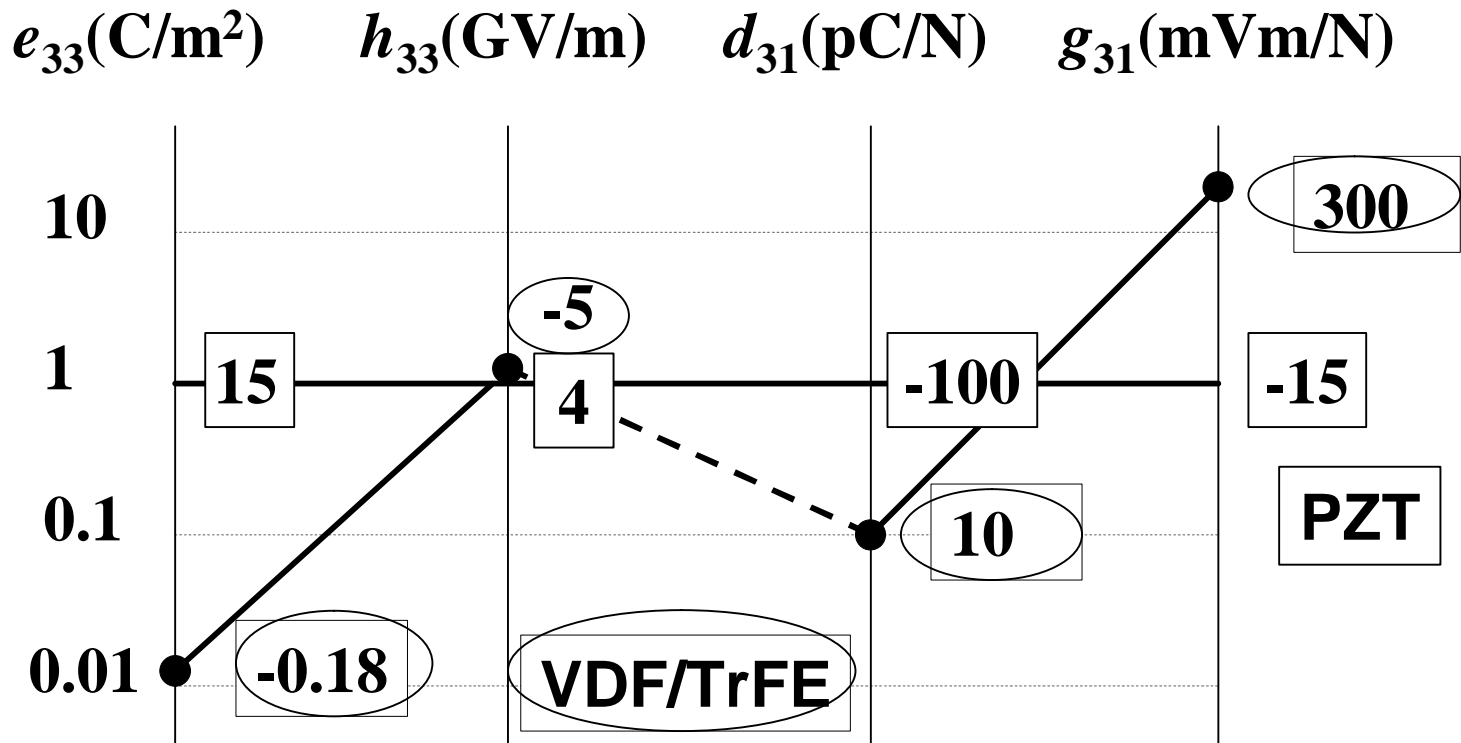 e33(C/m²) h33(GV/m) d31(pC/N) g31(mVm/N)
10 300
-5
1 15 4 -100 -15
0.1 10 PZT
0.01 -0.18 VDF/TrFE